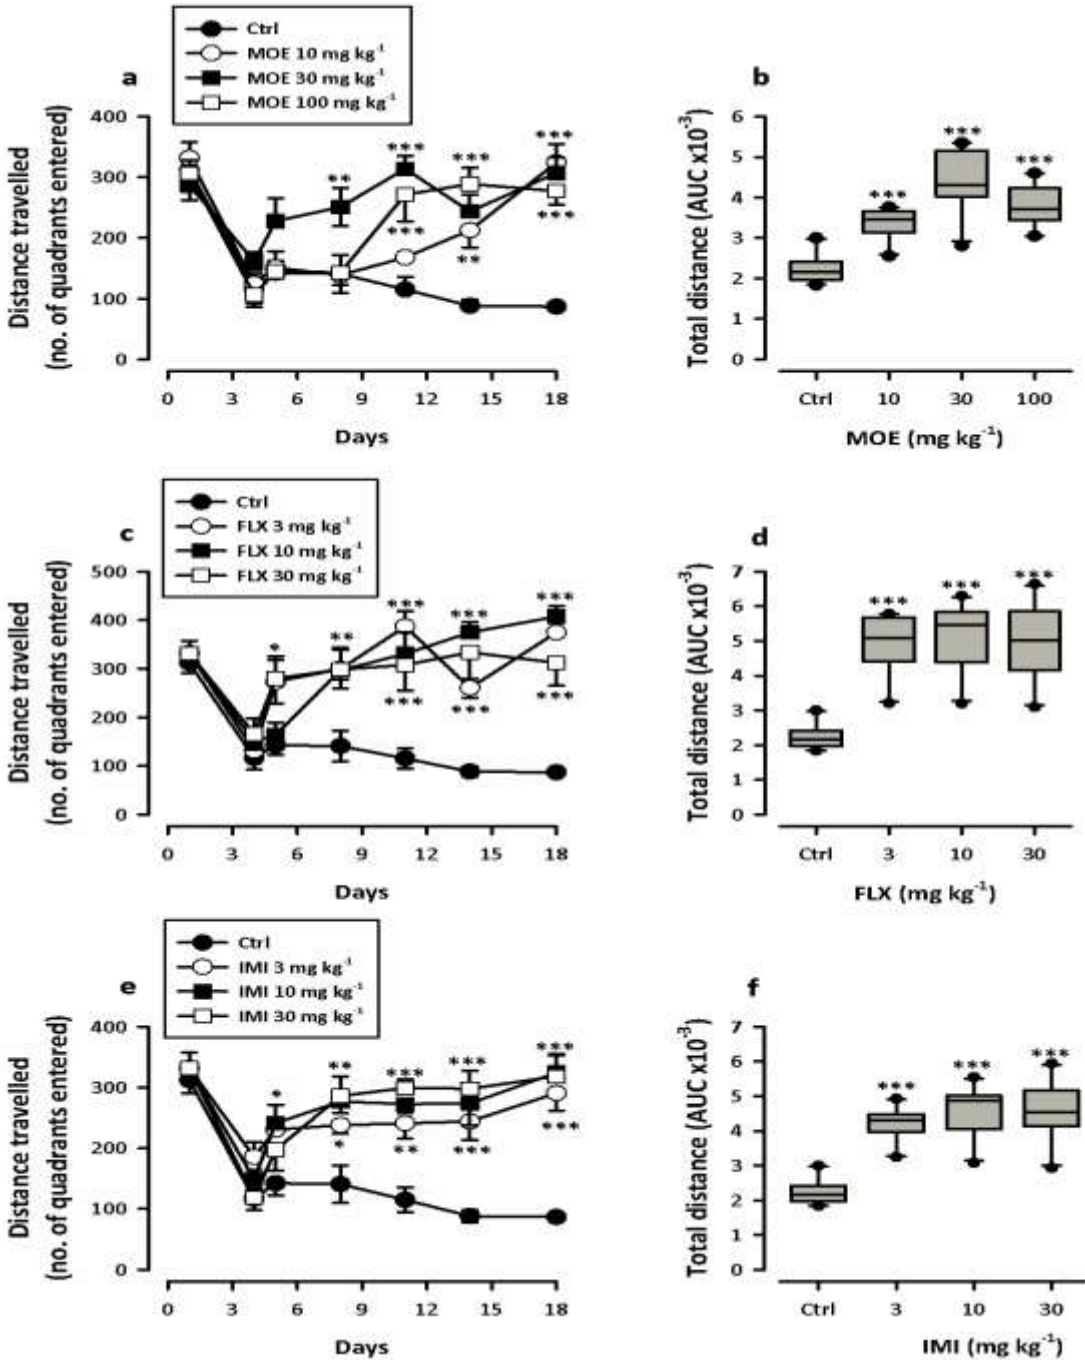 Ctrl
MOE 10 mg kg⁻¹
MOE 30 mg kg⁻¹
MOE 100 mg kg⁻¹
a
Distance travelled
(no. of quadrants entered)
400
300
200
100
0
*** *** *** **
*** ** ***
0 3 6 9 12 15 18
Days
b
Total distance (AUC x10⁻³)
6
5
4
3
2
1
0
*** *** ***
Ctrl 10 30 100
MOE (mg kg⁻¹)
Ctrl
FLX 3 mg kg⁻¹
FLX 10 mg kg⁻¹
FLX 30 mg kg⁻¹
c
Distance travelled
(no. of quadrants entered)
500
400
300
200
100
0
* ** *** *** ***
*** *** ***
0 3 6 9 12 15 18
Days
d
Total distance (AUC x10⁻³)
7
6
5
4
3
2
1
0
*** *** ***
Ctrl 3 10 30
FLX (mg kg⁻¹)
Ctrl
IMI 3 mg kg⁻¹
IMI 10 mg kg⁻¹
IMI 30 mg kg⁻¹
e
Distance travelled
(no. of quadrants entered)
400
300
200
100
0
* ** *** *** ***
* ** *** ***
0 3 6 9 12 15 18
Days
f
Total distance (AUC x10⁻³)
7
6
5
4
3
2
1
0
*** *** ***
Ctrl 3 10 30
IMI (mg kg⁻¹)